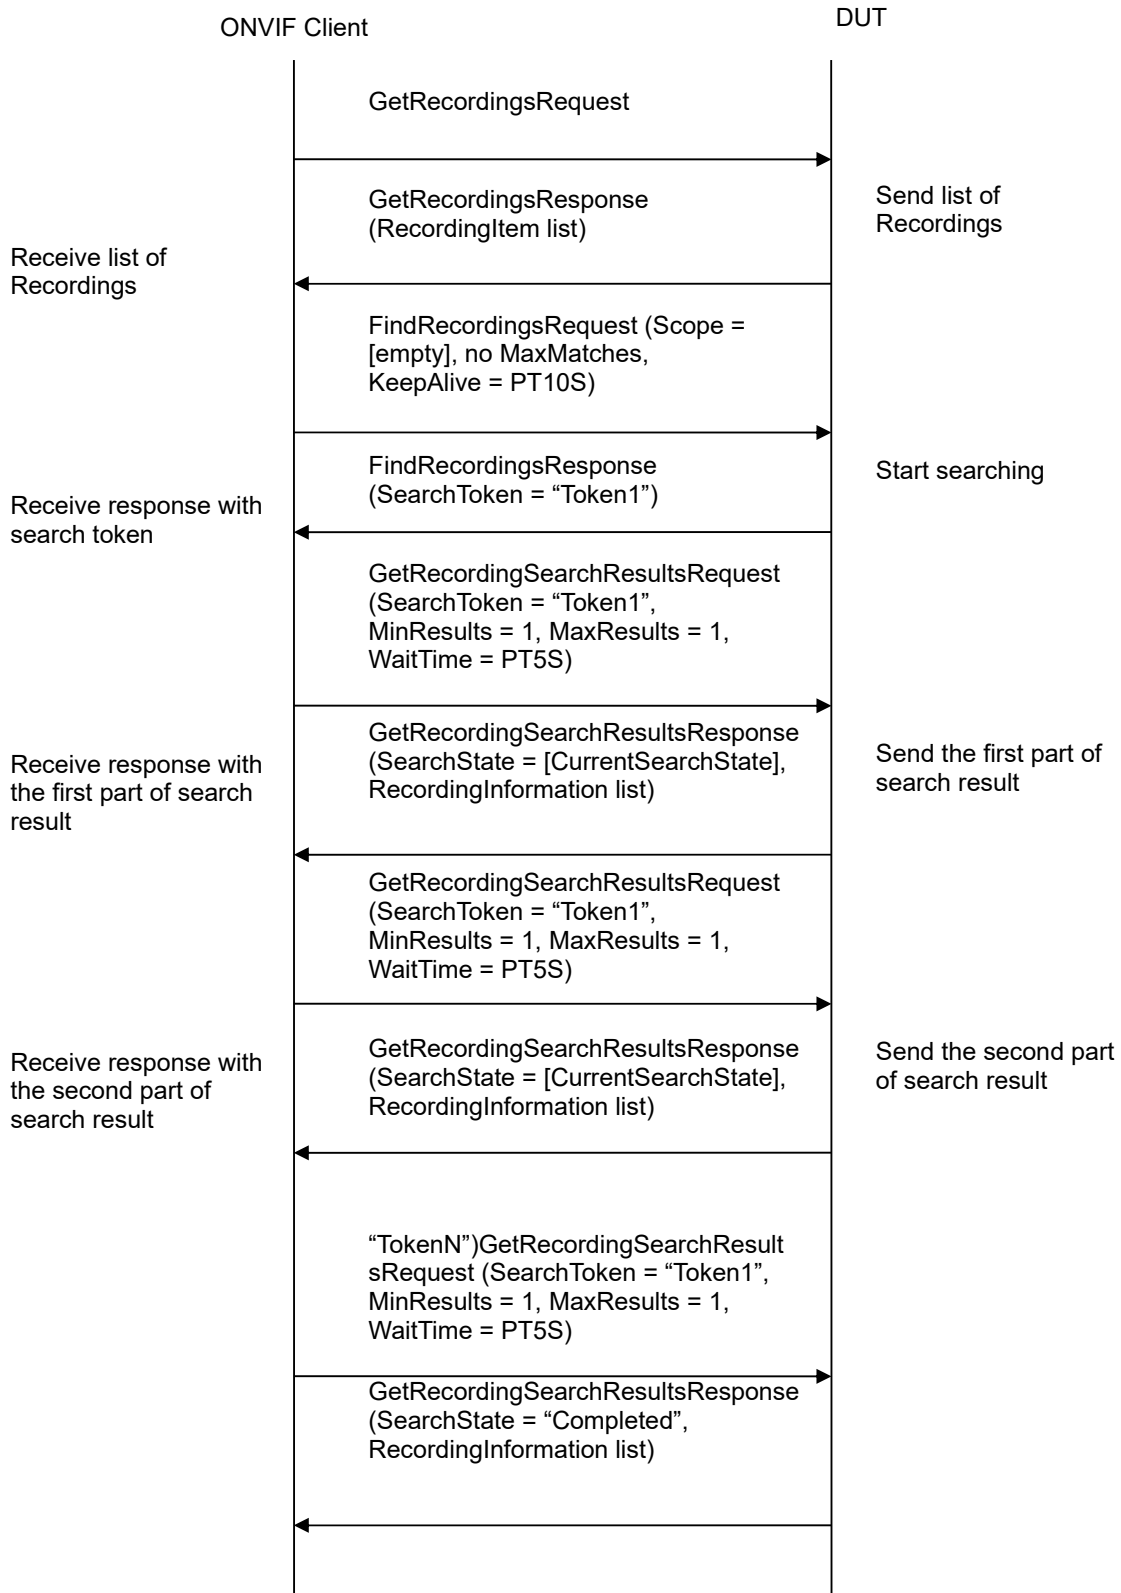 ONVIF Client
DUT
GetRecordingsRequest
GetRecordingsResponse
(RecordingItem list)
Send list of
Recordings
Receive list of
Recordings
FindRecordingsRequest (Scope =
[empty], no MaxMatches,
KeepAlive = PT10S)
FindRecordingsResponse
(SearchToken = “Token1”)
Start searching
Receive response with
search token
GetRecordingSearchResultsRequest
(SearchToken = “Token1”,
MinResults = 1, MaxResults = 1,
WaitTime = PT5S)
GetRecordingSearchResultsResponse
(SearchState = [CurrentSearchState],
RecordingInformation list)
Send the first part of
search result
Receive response with
the first part of search
result
GetRecordingSearchResultsRequest
(SearchToken = “Token1”,
MinResults = 1, MaxResults = 1,
WaitTime = PT5S)
GetRecordingSearchResultsResponse
(SearchState = [CurrentSearchState],
RecordingInformation list)
Send the second part
of search result
Receive response with
the second part of
search result
“TokenN”)GetRecordingSearchResult
sRequest (SearchToken = “Token1”,
MinResults = 1, MaxResults = 1,
WaitTime = PT5S)
GetRecordingSearchResultsResponse
(SearchState = “Completed”,
RecordingInformation list)